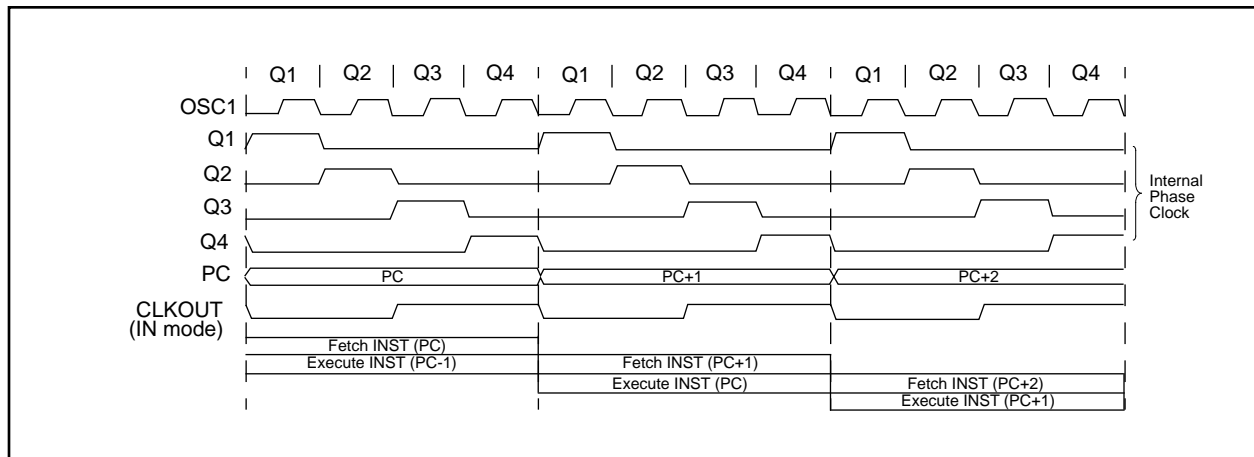 Q1 Q2 Q3 Q4 Q1 Q2 Q3 Q4 Q1 Q2 Q3 Q4
OSC1
Q1
Q2
Internal
Phase
Clock
Q3
Q4
PC PC PC+1 PC+2
CLKOUT
(IN mode)
Fetch INST (PC)
Execute INST (PC-1) Fetch INST (PC+1)
Execute INST (PC) Fetch INST (PC+2)
Execute INST (PC+1)